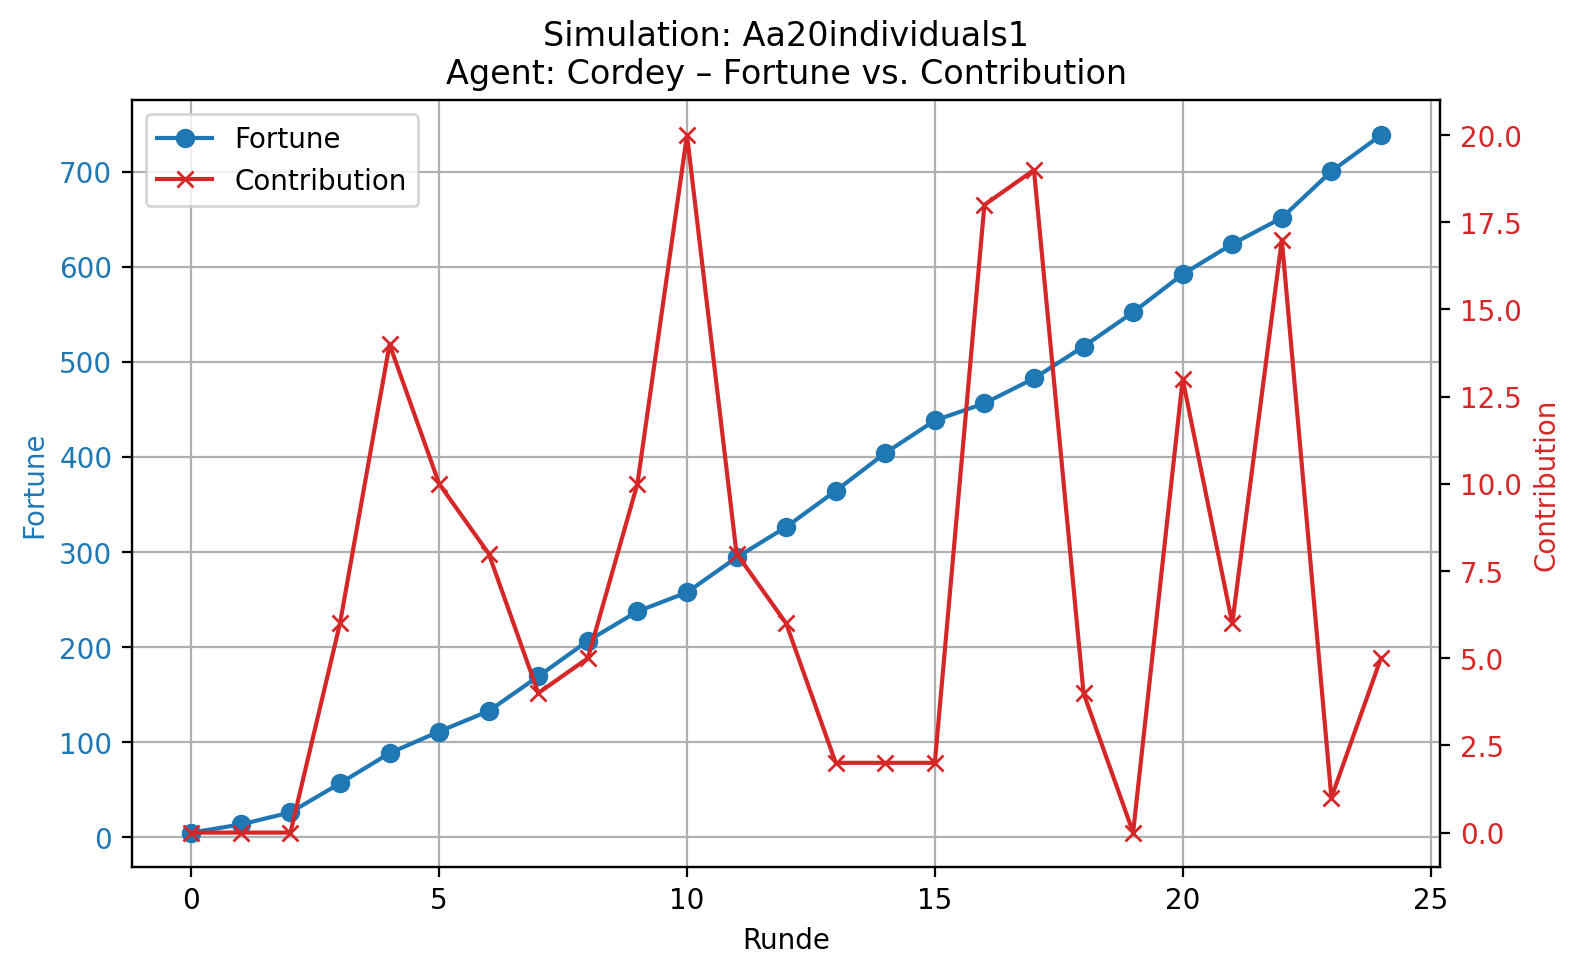 Simulation: Aa20individuals1
Agent: Cordey – Fortune vs. Contribution
Fortune
Contribution
700
600
500
400
300
200
100
0
Fortune
20.0
17.5
15.0
12.5
10.0
7.5
5.0
2.5
0.0
Contribution
0 5 10 15 20 25
Runde